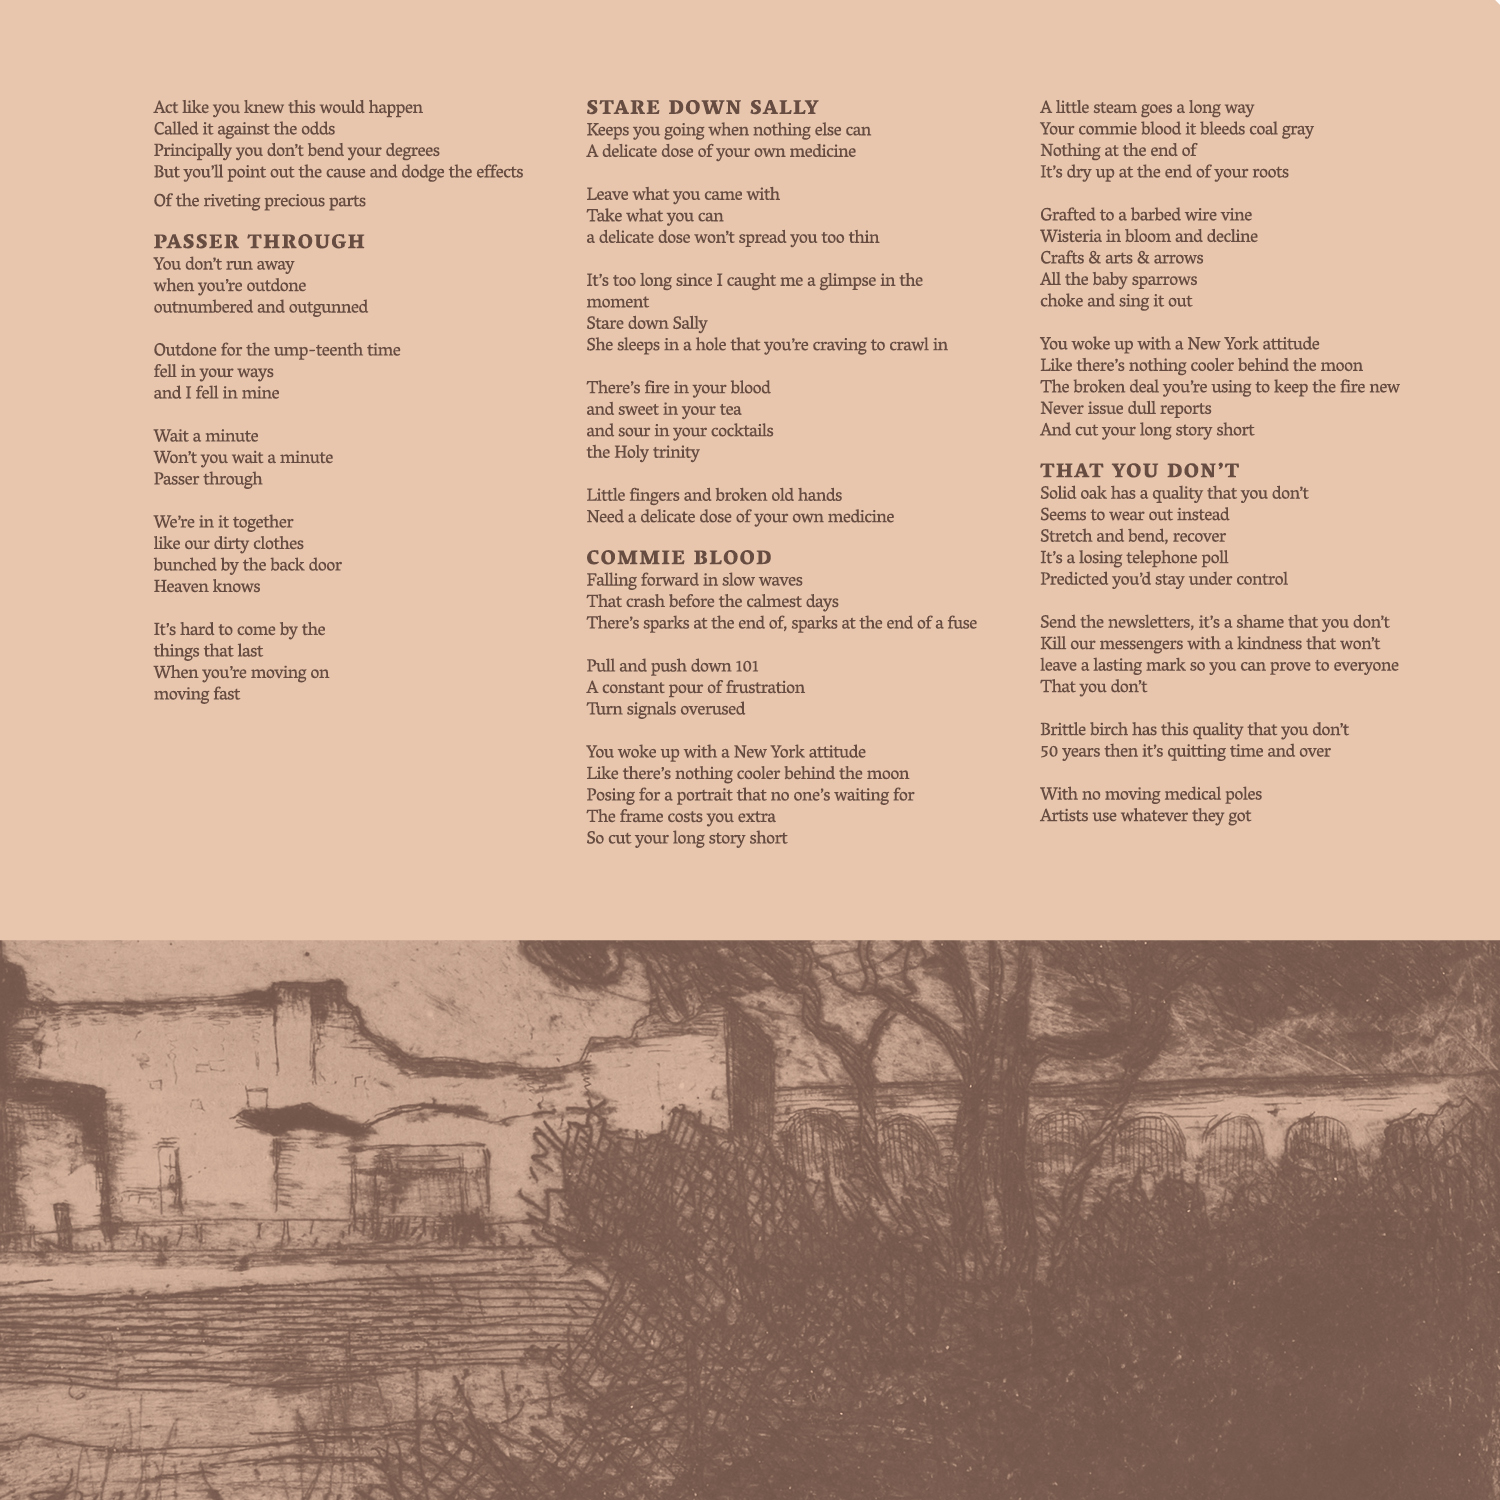 Act like you knew this would happen
Called it against the odds
Principally you don't bend your degrees
But you'll point out the cause and dodge the effects
Of the riveting precious parts
PASSER THROUGH
You don't run away
when you're outdone
outnumbered and outgunned
Outdone for the ump-teenth time
fell in your ways
and I fell in mine
Wait a minute
Won't you wait a minute
Passer through
We're in it together
like our dirty clothes
bunched by the back door
Heaven knows
It's hard to come by the
things that last
When you're moving on
moving fast
STARE DOWN SALLY
Keeps you going when nothing else can
A delicate dose of your own medicine
Leave what you came with
Take what you can
a delicate dose won't spread you too thin
It's too long since I caught me a glimpse in the
moment
Stare down Sally
She sleeps in a hole that you're craving to crawl in
There's fire in your blood
and sweet in your tea
and sour in your cocktails
the Holy trinity
Little fingers and broken old hands
Need a delicate dose of your own medicine
COMMIE BLOOD
Falling forward in slow waves
That crash before the calmest days
There's sparks at the end of, sparks at the end of a fuse
Pull and push down 101
A constant pour of frustration
Turn signals overused
You woke up with a New York attitude
Like there's nothing cooler behind the moon
Posing for a portrait that no one's waiting for
The frame costs you extra
So cut your long story short
A little steam goes a long way
Your commie blood it bleeds coal gray
Nothing at the end of
It's dry up at the end of your roots
Grafted to a barbed wire vine
Wisteria in bloom and decline
Crafts & arts & arrows
All the baby sparrows
choke and sing it out
You woke up with a New York attitude
Like there's nothing cooler behind the moon
The broken deal you're using to keep the fire new
Never issue dull reports
And cut your long story short
THAT YOU DON'T
Solid oak has a quality that you don't
Seems to wear out instead
Stretch and bend, recover
It's a losing telephone poll
Predicted you'd stay under control
Send the newsletters, it's a shame that you don't
Kill our messengers with a kindness that won't
leave a lasting mark so you can prove to everyone
That you don't
Brittle birch has this quality that you don't
50 years then it's quitting time and over
With no moving medical poles
Artists use whatever they got